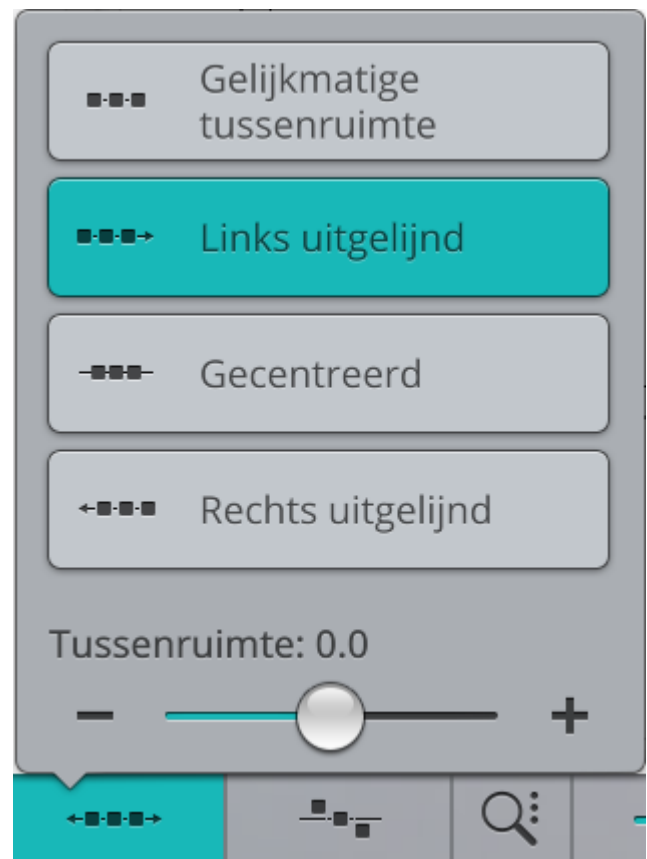 Gelijkmatige
tussenruimte
Links uitgelijnd
Gecentreerd
Rechts uitgelijnd
Tussenruimte: 0.0